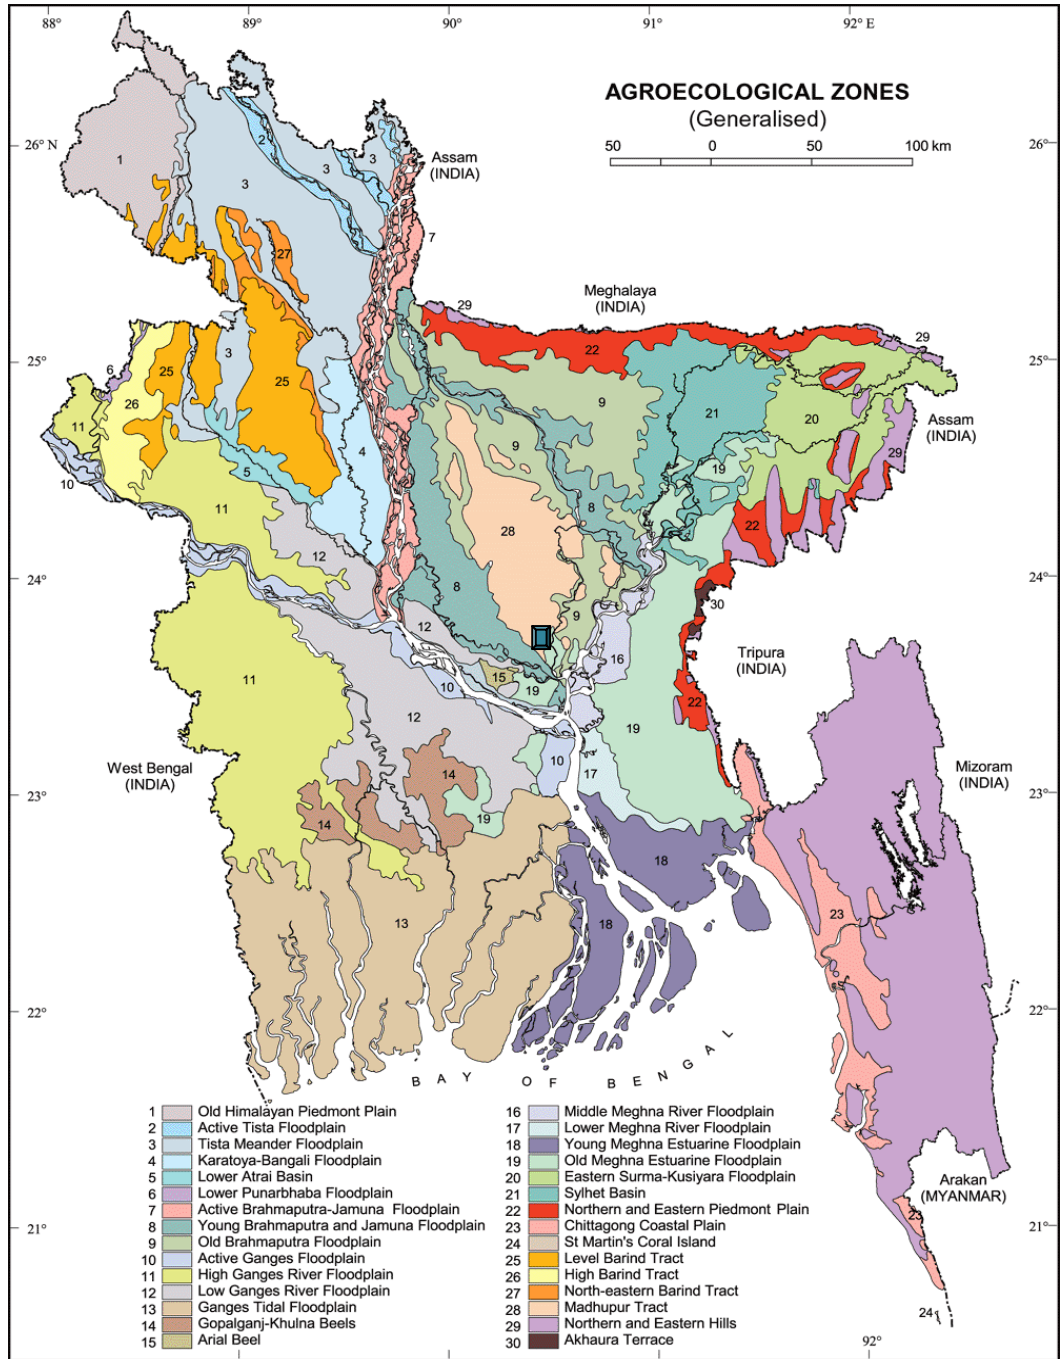 88° 89° 90° 91° 92° E
AGROECOLOGICAL ZONES
(Generalised)
50 0 50 100 km
26° N
26°
Assam
(INDIA)
1
2
3
3
3
7
27
Meghalaya
(INDIA)
29
22
29
25°
25°
6
3
25
25
26
9
21
20
11
4
9
Assam
(INDIA)
5
19
29
10
11
8
28
22
12
24°
24°
8
30
12
9
Tripura
(INDIA)
16
15
19
10
11
22
12
19
10
West Bengal
(INDIA)
14
17
Mizoram
(INDIA)
23°
23°
19
14
18
13
18
23
22°
22°
BAY OF BENGAL
1 Old Himalayan Piedmont Plain
2 Active Tista Floodplain
3 Tista Meander Floodplain
4 Karatoya-Bangali Floodplain
5 Lower Atrai Basin
6 Lower Punarbhaba Floodplain
7 Active Brahmaputra-Jamuna Floodplain
8 Young Brahmaputra and Jamuna Floodplain
9 Old Brahmaputra Floodplain
10 Active Ganges Floodplain
11 High Ganges River Floodplain
12 Low Ganges River Floodplain
13 Ganges Tidal Floodplain
14 Gopalganj-Khulna Beels
15 Arial Beel
16 Middle Meghna River Floodplain
17 Lower Meghna River Floodplain
18 Young Meghna Estuarine Floodplain
19 Old Meghna Estuarine Floodplain
20 Eastern Surma-Kusiyara Floodplain
21 Sylhet Basin
22 Northern and Eastern Piedmont Plain
23 Chittagong Coastal Plain
24 St Martin's Coral Island
25 Level Barind Tract
26 High Barind Tract
27 North-eastern Barind Tract
28 Madhupur Tract
29 Northern and Eastern Hills
30 Akhaura Terrace
Arakan
(MYANMAR)
23
21°
21°
24
92°